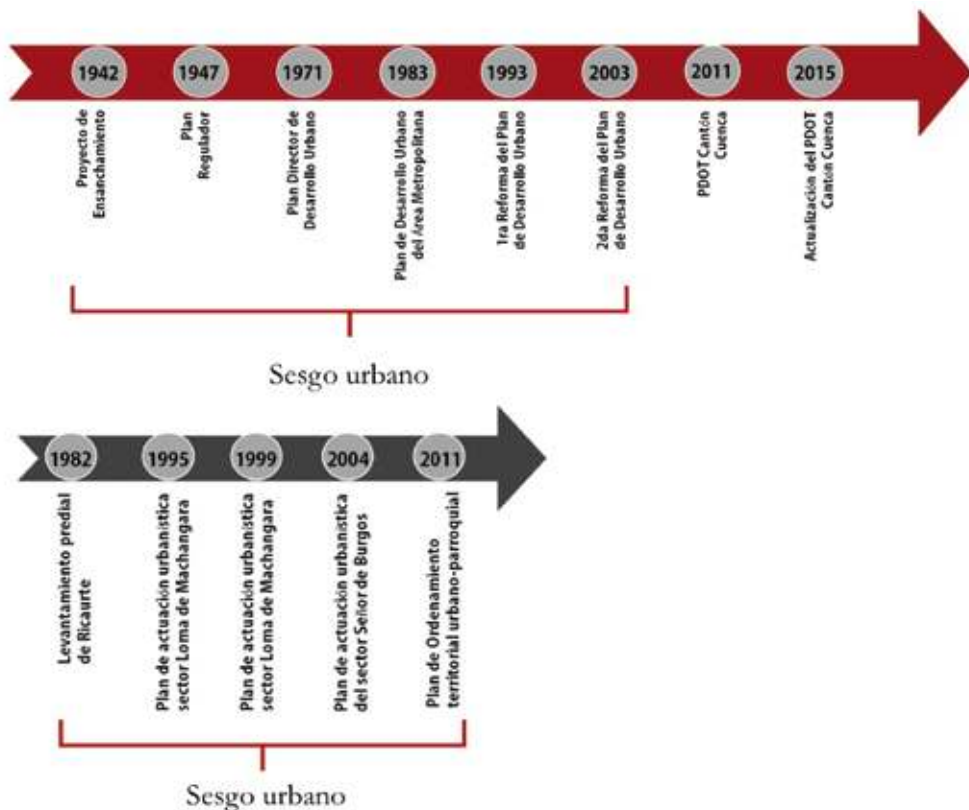 1942
1947
1971
1983
1993
2003
2011
2015
Proyecto de
Ensanchamiento
Plan
Regulador
Plan Director de
Desarrollo Urbano
Plan de Desarrollo Urbano
del Área Metropolitana
1ra Reforma del Plan
de Desarrollo Urbano
2da Reforma del Plan
de Desarrollo Urbano
PDOT Cantón
Cuenca
Actualización del PDOT
Cantón Cuenca
Sesgo urbano
1982
1995
1999
2004
2011
Levantamiento predial
de Ricaurte
Plan de actuación urbanística
sector Loma de Machangara
Plan de actuación urbanística
sector Loma de Machangara
Plan de actuación urbanística
del sector Señor de Burgos
Plan de Ordenamiento
territorial urbano-parroquial
Sesgo urbano